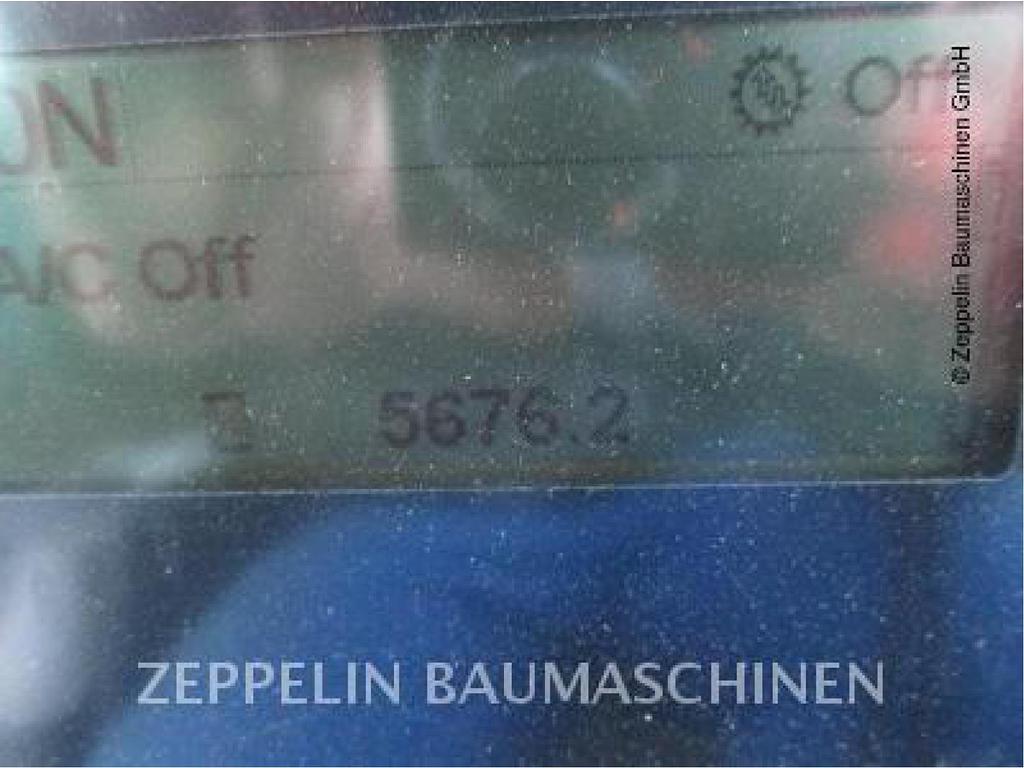 ON
Off
A/C Off
5676.2
© Zeppelin Baumaschinen GmbH
ZEPPELIN BAUMASCHINEN